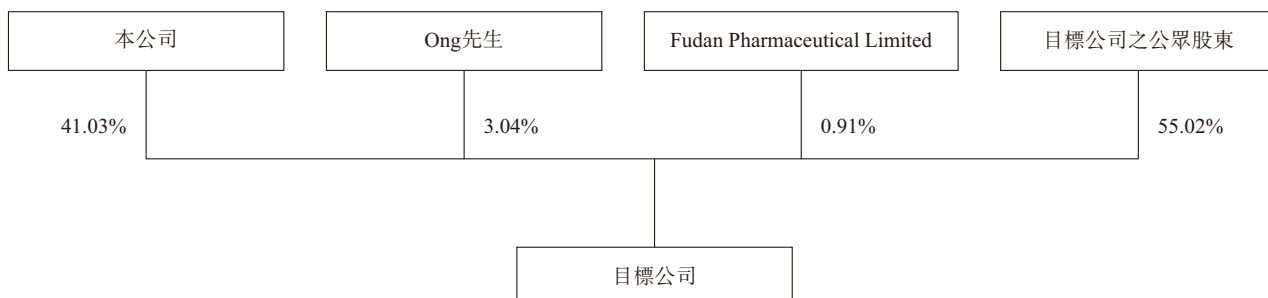 本公司
Ong先生
Fudan Pharmaceutical Limited
目標公司之公眾股東
41.03%
3.04%
0.91%
55.02%
目標公司